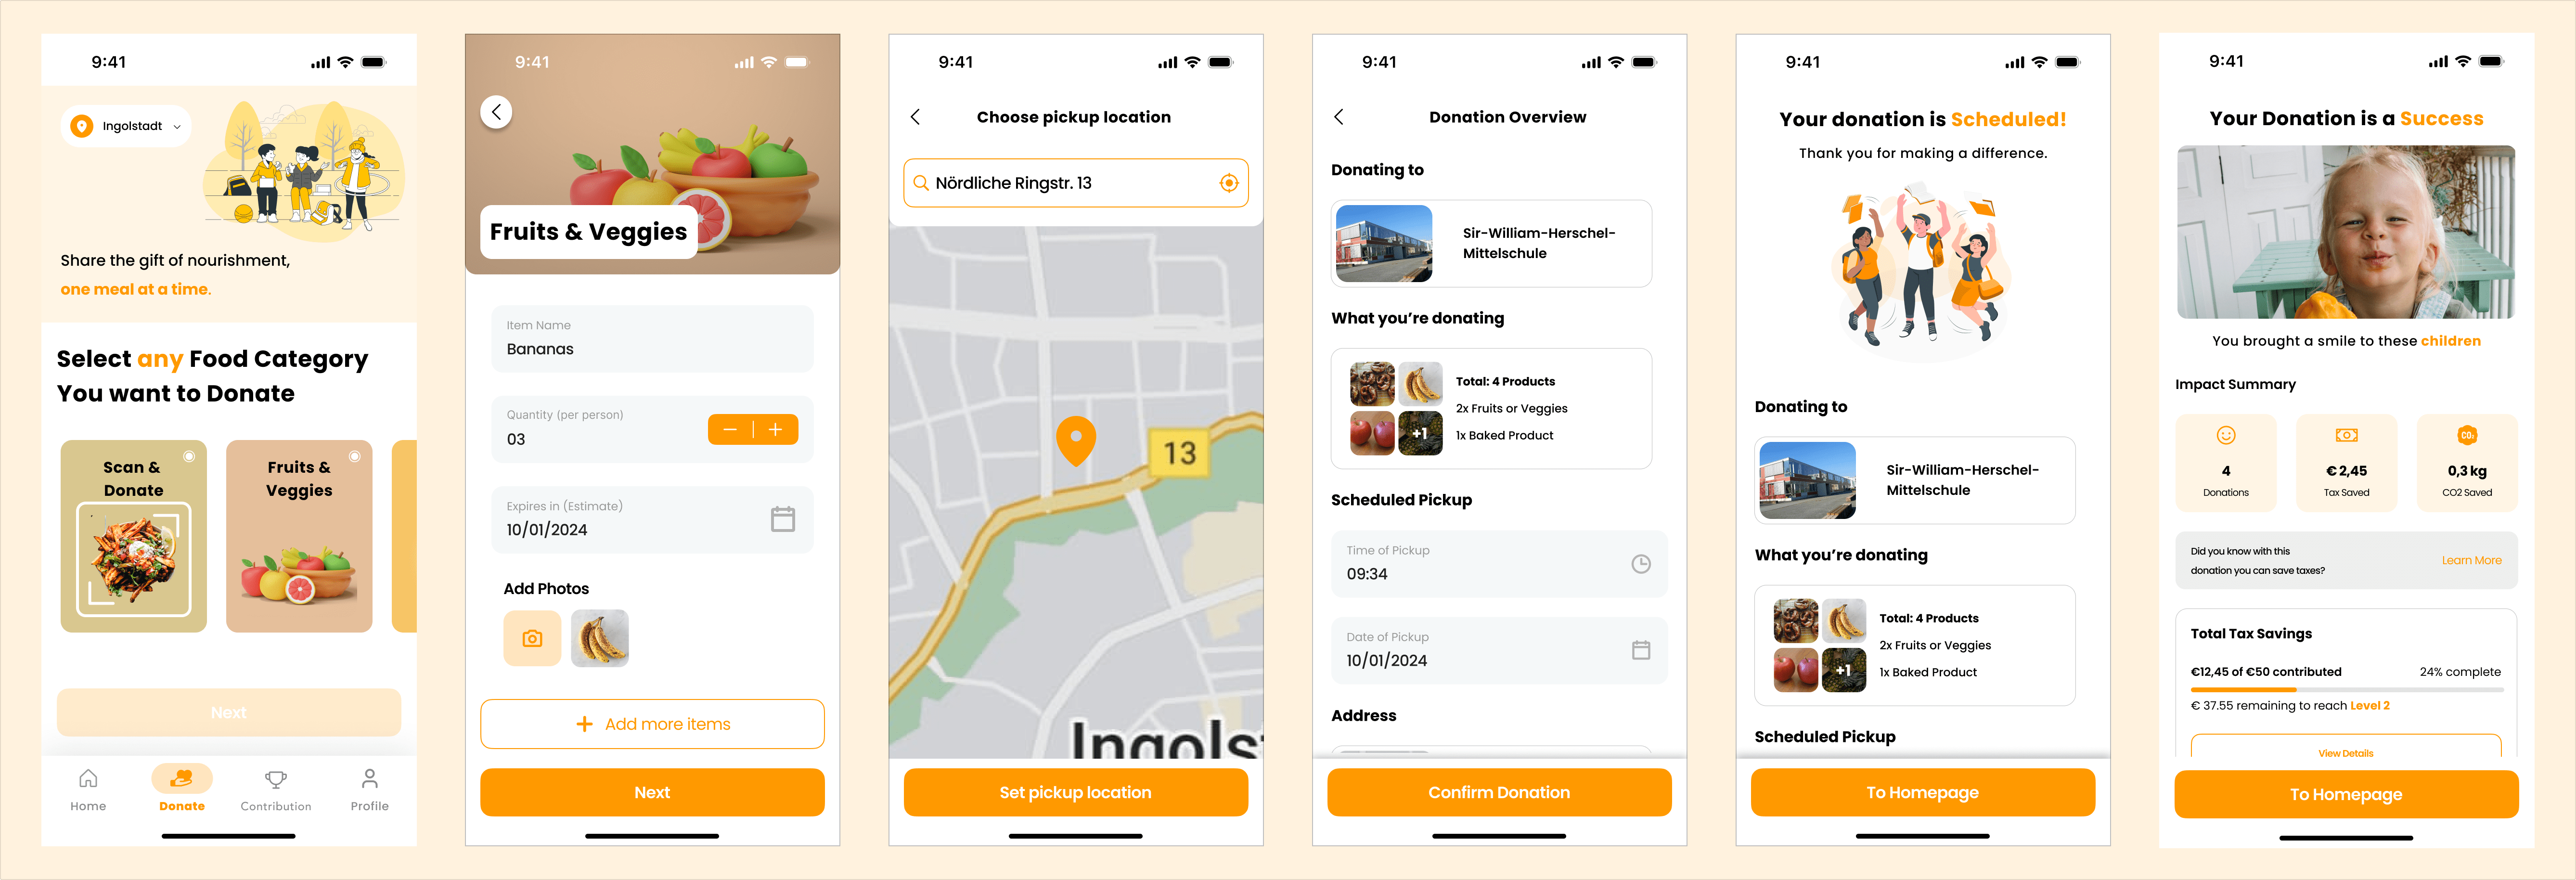 9:41
Ingolstadt
Share the gift of nourishment,
one meal at a time.
Select any Food Category
You want to Donate
Scan &
Donate
Fruits &
Veggies
Next
Home
Donate
Contribution
Profile
9:41
Fruits & Veggies
Item Name
Bananas
Quantity (per person)
03
Expires in (Estimate)
10/01/2024
Add Photos
Add more items
Next
9:41
Choose pickup location
Nördliche Ringstr. 13
13
Ingolst
Set pickup location
9:41
Donation Overview
Donating to
Sir-William-Herschel-
Mittelschule
What you're donating
Total: 4 Products
2x Fruits or Veggies
+1
1x Baked Product
Scheduled Pickup
Time of Pickup
09:34
Date of Pickup
10/01/2024
Address
Confirm Donation
9:41
Your donation is Scheduled!
Thank you for making a difference.
Donating to
Sir-William-Herschel-
Mittelschule
What you're donating
Total: 4 Products
2x Fruits or Veggies
+1
1x Baked Product
Scheduled Pickup
To Homepage
9:41
Your Donation is a Success
You brought a smile to these children
Impact Summary
4
Donations
€ 2,45
Tax Saved
CO₂
0,3 kg
CO2 Saved
Did you know with this
donation you can save taxes?
Learn More
Total Tax Savings
€12,45 of €50 contributed
24% complete
€ 37.55 remaining to reach Level 2
View Details
To Homepage